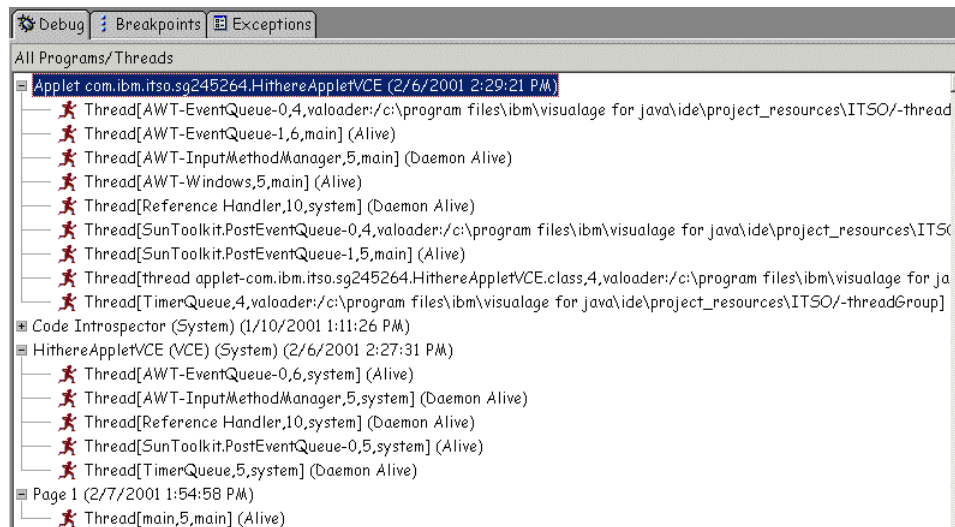 Debug Breakpoints Exceptions
All Programs/Threads
Applet com.ibm.itso.sg245264.HithereAppletVCE (2/6/2001 2:29:21 PM)
Thread[AWT-EventQueue-0,4,valoader:/c:\program files\ibm\visualage for java\ide\project_resources\ITSO/-thread
Thread[AWT-EventQueue-1,6,main] (Alive)
Thread[AWT-InputMethodManager,5,main] (Daemon Alive)
Thread[AWT-Windows,5,main] (Alive)
Thread[Reference Handler,10,system] (Daemon Alive)
Thread[SunToolkit.PostEventQueue-0,4,valoader:/c:\program files\ibm\visualage for java\ide\project_resources\ITSO
Thread[SunToolkit.PostEventQueue-1,5,main] (Alive)
Thread[thread applet-com.ibm.itso.sg245264.HithereAppletVCE.class,4,valoader:/c:\program files\ibm\visualage for ja
Thread[TimerQueue,4,valoader:/c:\program files\ibm\visualage for java\ide\project_resources\ITSO/-threadGroup]
Code Introspector (System) (1/10/2001 1:11:26 PM)
HithereAppletVCE (VCE) (System) (2/6/2001 2:27:31 PM)
Thread[AWT-EventQueue-0,6,system] (Alive)
Thread[AWT-InputMethodManager,5,system] (Daemon Alive)
Thread[Reference Handler,10,system] (Daemon Alive)
Thread[SunToolkit.PostEventQueue-0,5,system] (Alive)
Thread[TimerQueue,5,system] (Daemon Alive)
Page 1 (2/7/2001 1:54:58 PM)
Thread[main,5,main] (Alive)